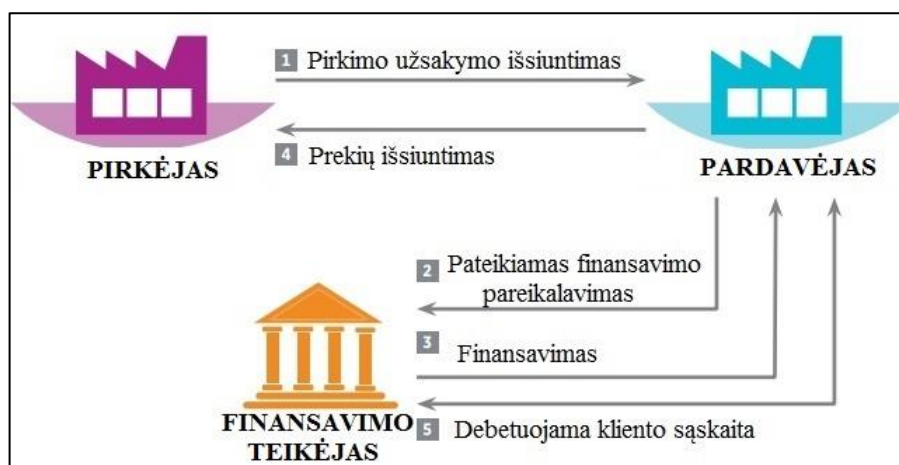 1 Pirkimo užsakymo išsiuntimas
4 Prekių išsiuntimas
PIRKĖJAS
PARDAVĖJAS
2 Pateikiamas finansavimo
pareikalavimas
3 Finansavimas
5 Debetuojama kliento sąskaita
FINANSAVIMO
TEIKĖJAS